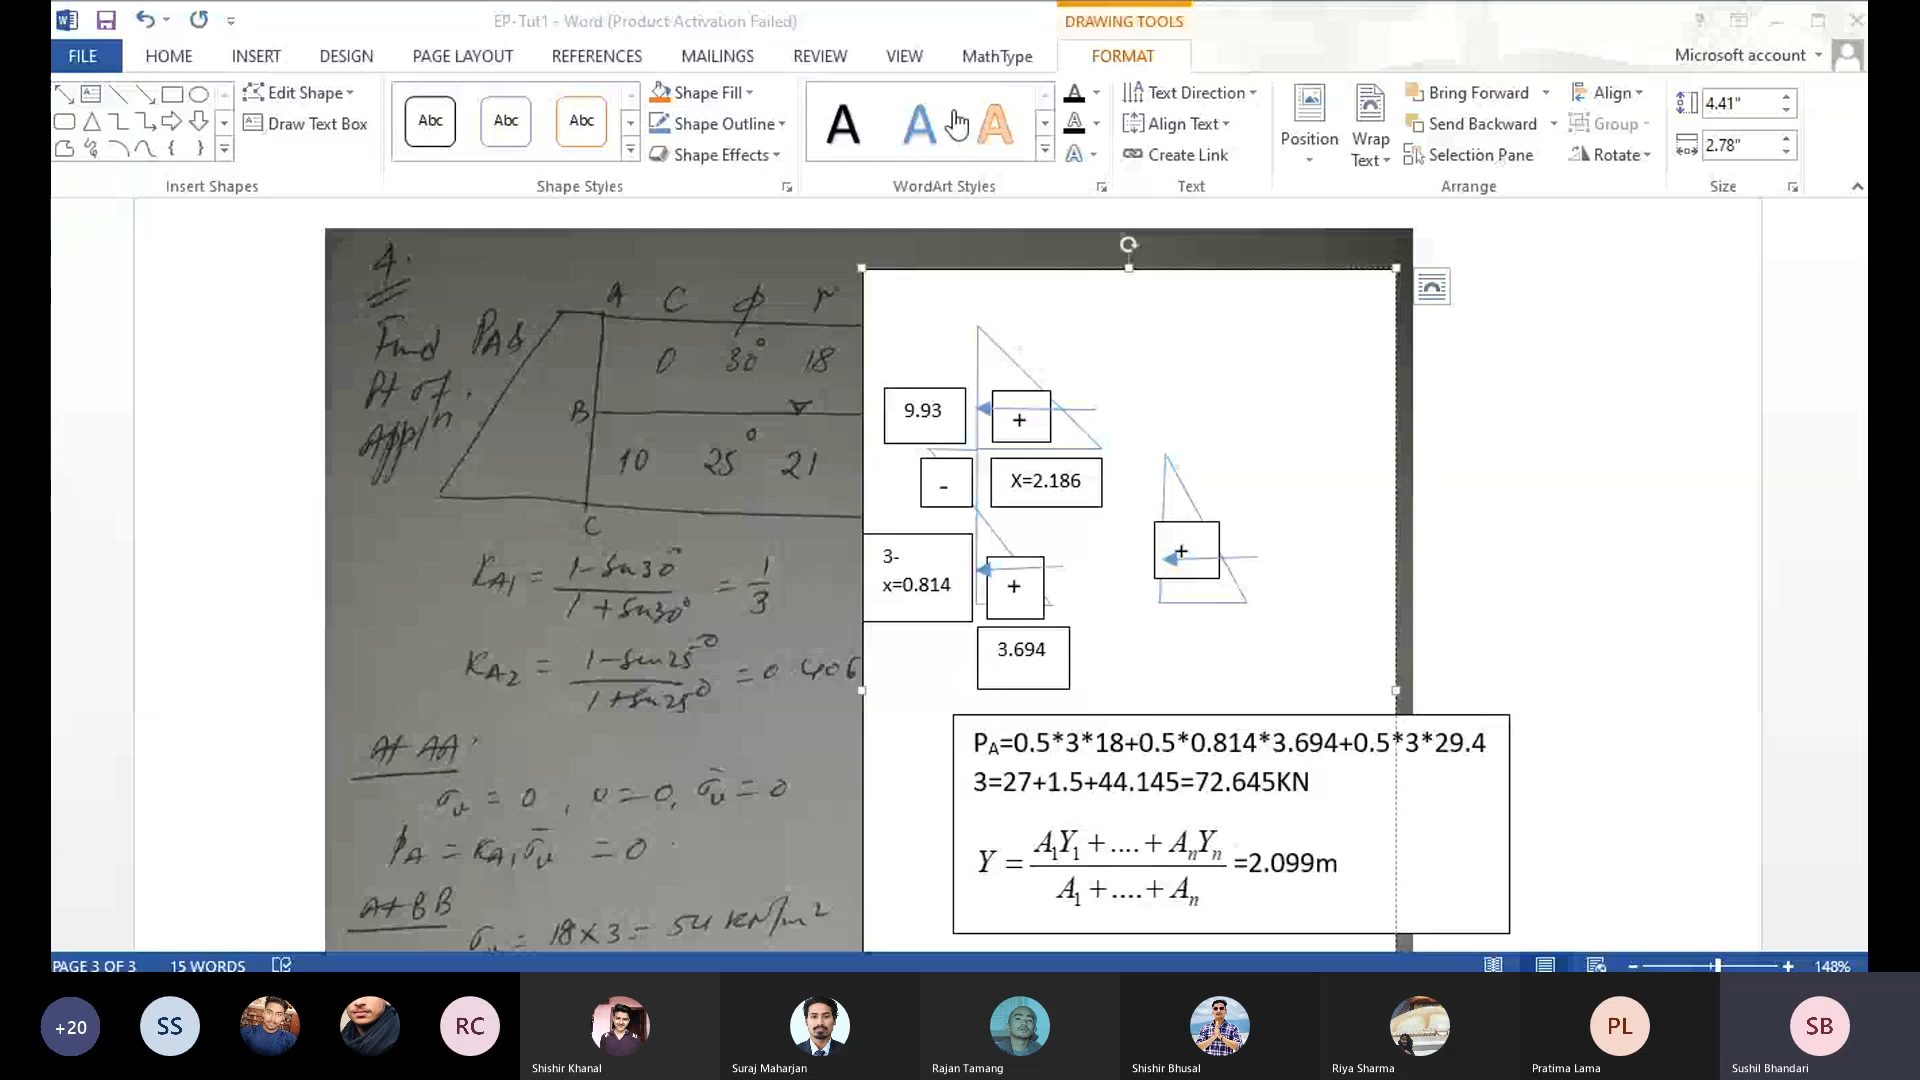 EP-Tut1 - Word (Product Activation Failed)
DRAWING TOOLS
FILE HOME INSERT DESIGN PAGE LAYOUT REFERENCES MAILINGS REVIEW VIEW MathType FORMAT
Microsoft account
Edit Shape
Draw Text Box
Insert Shapes
Abc Abc Abc
Shape Fill
Shape Outline
Shape Effects
Shape Styles
A A A
WordArt Styles
Text Direction
Align Text
Create Link
Text
Position
Wrap Text
Bring Forward
Send Backward
Selection Pane
Align
Group
Rotate
Arrange
4.41"
2.78"
Size
4.
Find PA &
Pt of
App/n
A C ϕ r
0 30° 18
B
10 25° 21
C
KA1 = 1-Sin30° / 1+Sin30° = 1/3
KA2 = 1-Sin25° / 1+Sin25° = 0.406
At AA
σv = 0, u=0, σ̄v = 0
pA = KA1 σ̄v = 0
At BB
σv = 18 x 3 = 54 KN/m²
9.93
+
-
X=2.186
3-
x=0.814
+
3.694
+
PA=0.5*3*18+0.5*0.814*3.694+0.5*3*29.4
3=27+1.5+44.145=72.645KN
Y = A1Y1 +....+ AnYn / A1 +....+ An =2.099m
PAGE 3 OF 3 15 WORDS
148%
+20 SS RC PL SB
Shishir Khanal Suraj Maharjan Rajan Tamang Shishir Bhusal Riya Sharma Pratima Lama Sushil Bhandari